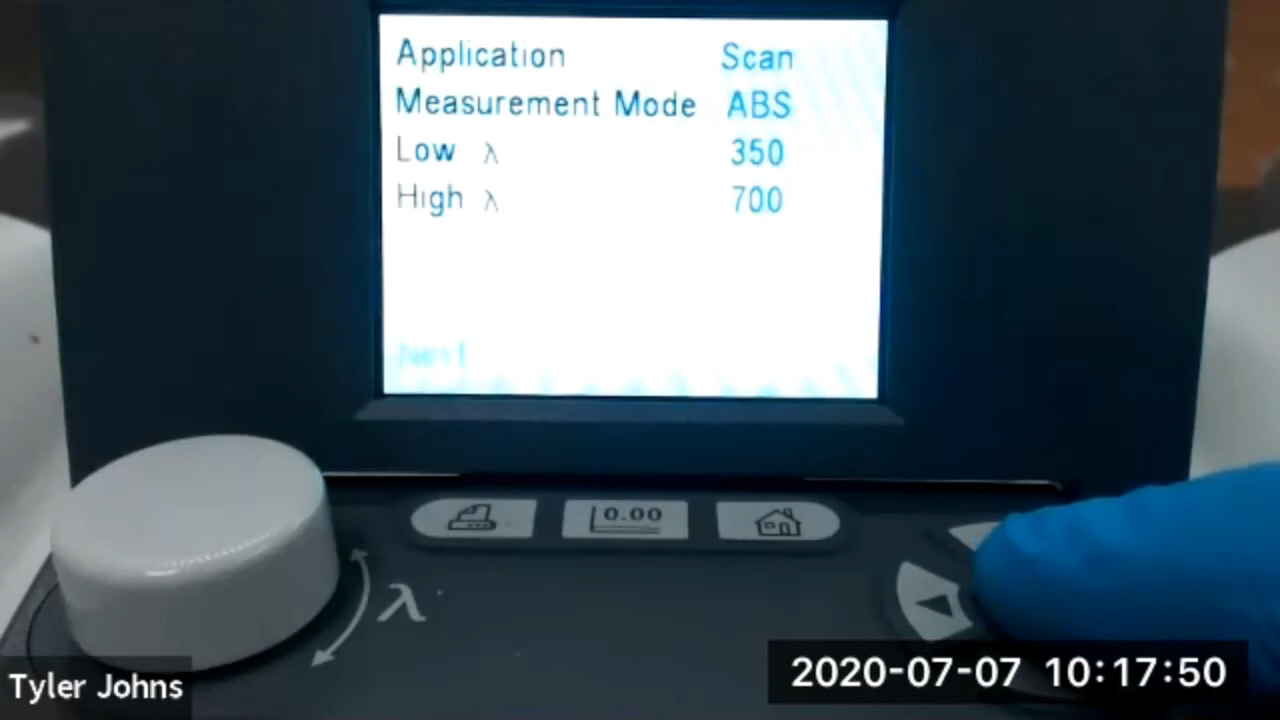 Application Scan
Measurement Mode ABS
Low λ 350
High λ 700
Next
0.00
λ
Tyler Johns
2020-07-07 10:17:50